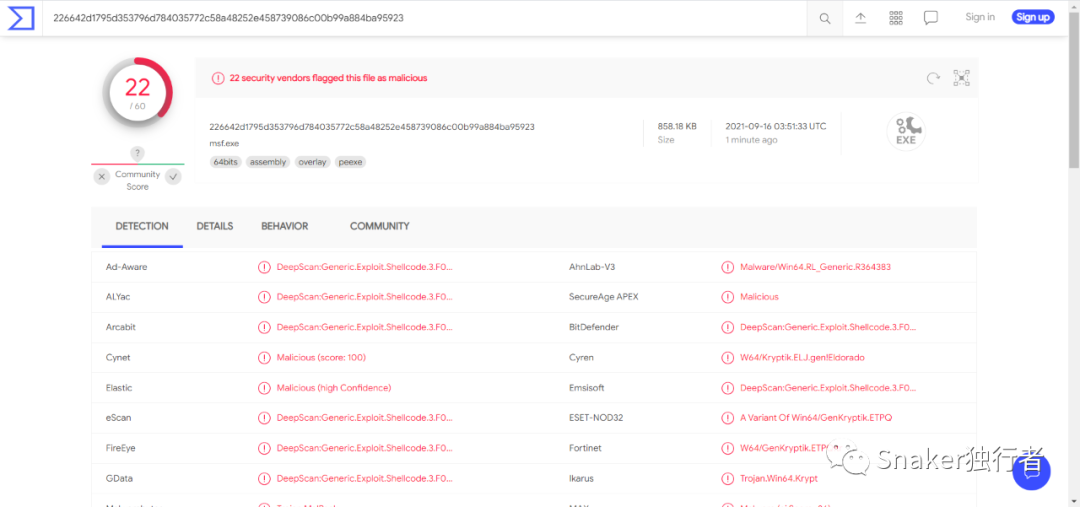 226642d1795d353796d784035772c58a48252e458739086c00b99a884ba95923
Sign in
Sign up
22
/ 60
22 security vendors flagged this file as malicious
226642d1795d353796d784035772c58a48252e458739086c00b99a884ba95923
msf.exe
64bits assembly overlay peexe
858.18 KB
Size
2021-09-16 03:51:33 UTC
1 minute ago
EXE
?
Community
Score
DETECTION DETAILS BEHAVIOR COMMUNITY
Ad-Aware DeepScan:Generic.Exploit.Shellcode.3.F0... AhnLab-V3 Malware/Win64.RL_Generic.R364383
ALYac DeepScan:Generic.Exploit.Shellcode.3.F0... SecureAge APEX Malicious
Arcabit DeepScan:Generic.Exploit.Shellcode.3.F0... BitDefender DeepScan:Generic.Exploit.Shellcode.3.F0...
Cynet Malicious (score: 100) Cyren W64/Kryptik.ELJ.gen!Eldorado
Elastic Malicious (high Confidence) Emsisoft DeepScan:Generic.Exploit.Shellcode.3.F0...
eScan DeepScan:Generic.Exploit.Shellcode.3.F0... ESET-NOD32 A Variant Of Win64/GenKryptik.ETPQ
FireEye DeepScan:Generic.Exploit.Shellcode.3.F0... Fortinet W64/GenKryptik.ETP
GData DeepScan:Generic.Exploit.Shellcode.3.F0... Ikarus Trojan.Win64.Krypt
Snaker独行者